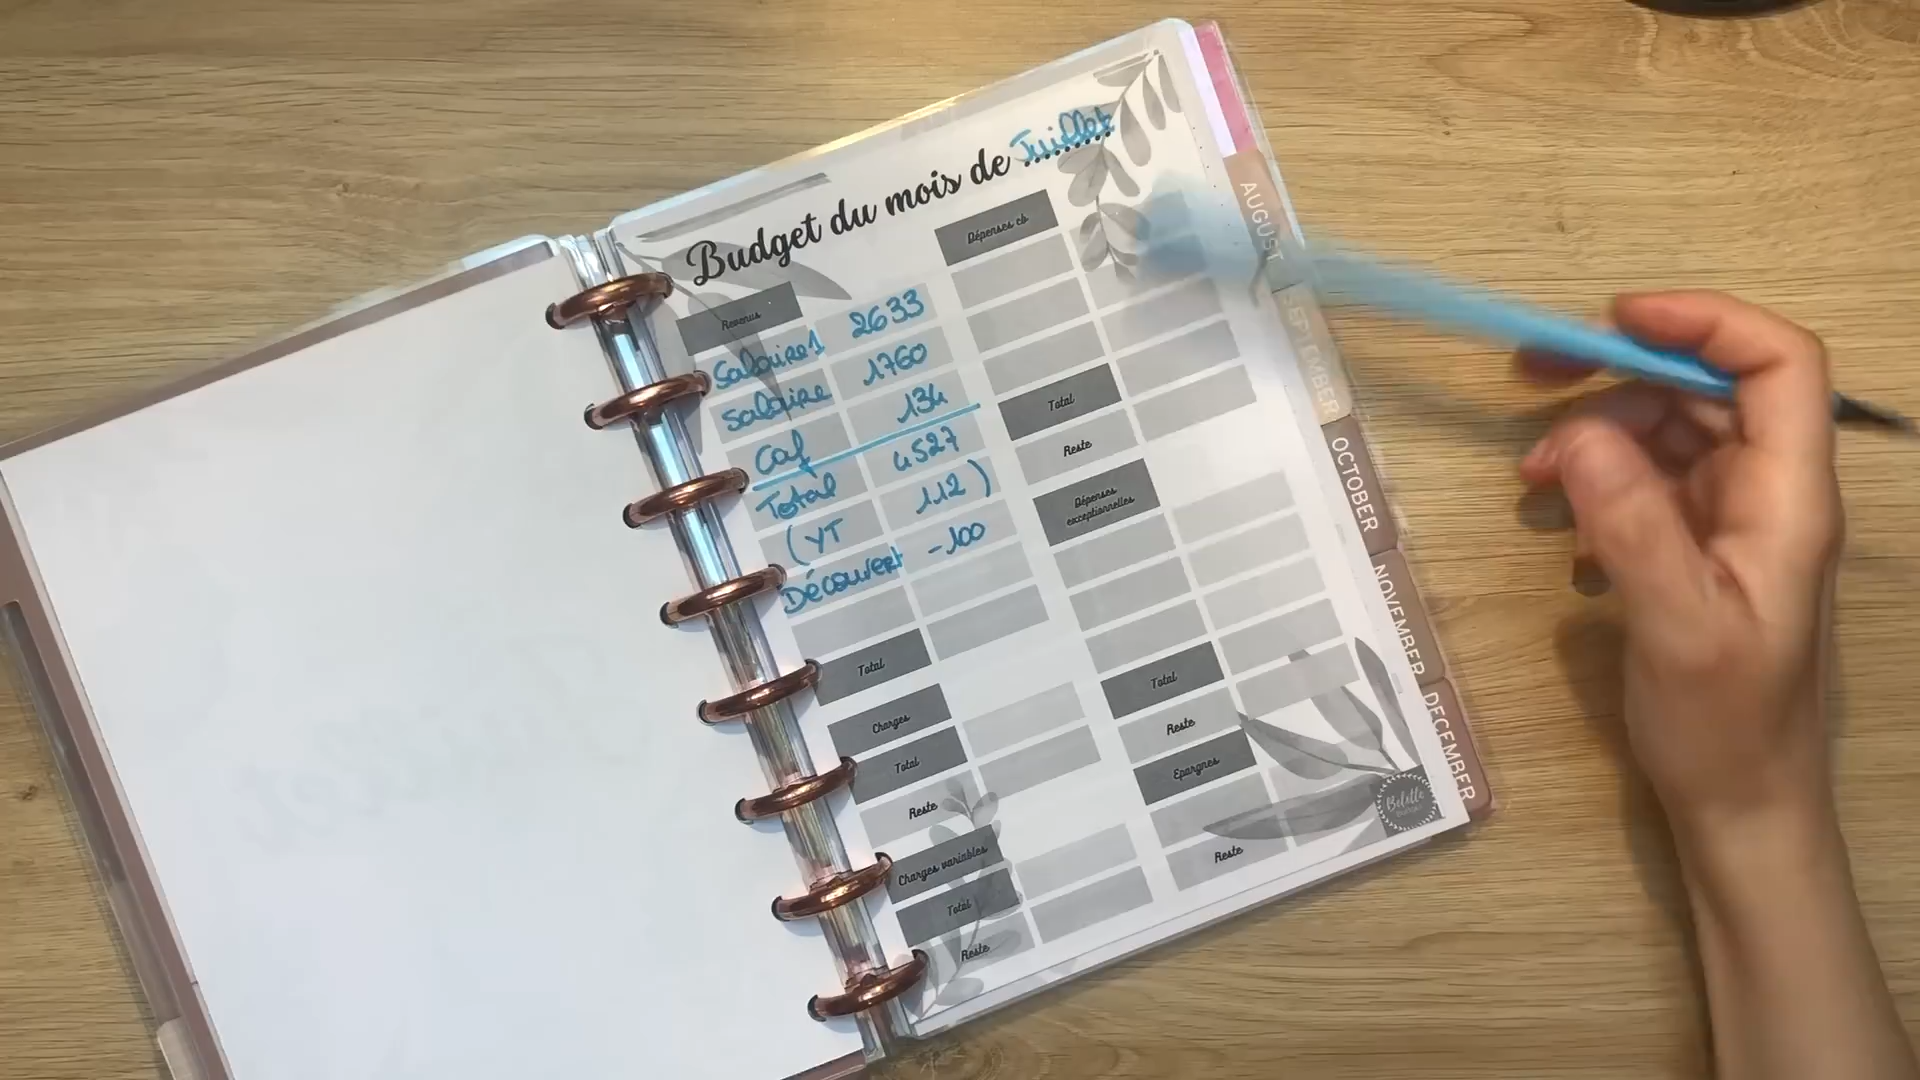 Budget du mois de Juillet
Revenus
Salaire1 2633
salaire 1760
Caf 134
Total 4527
(YT 112)
Découvert -100
Total
Charges
Total
Reste
Charges variables
Total
Reste
Dépenses cb
Total
Reste
Dépenses
exceptionnelles
Total
Reste
Epargnes
Reste
AUGUST
SEPTEMBER
OCTOBER
NOVEMBER
DECEMBER